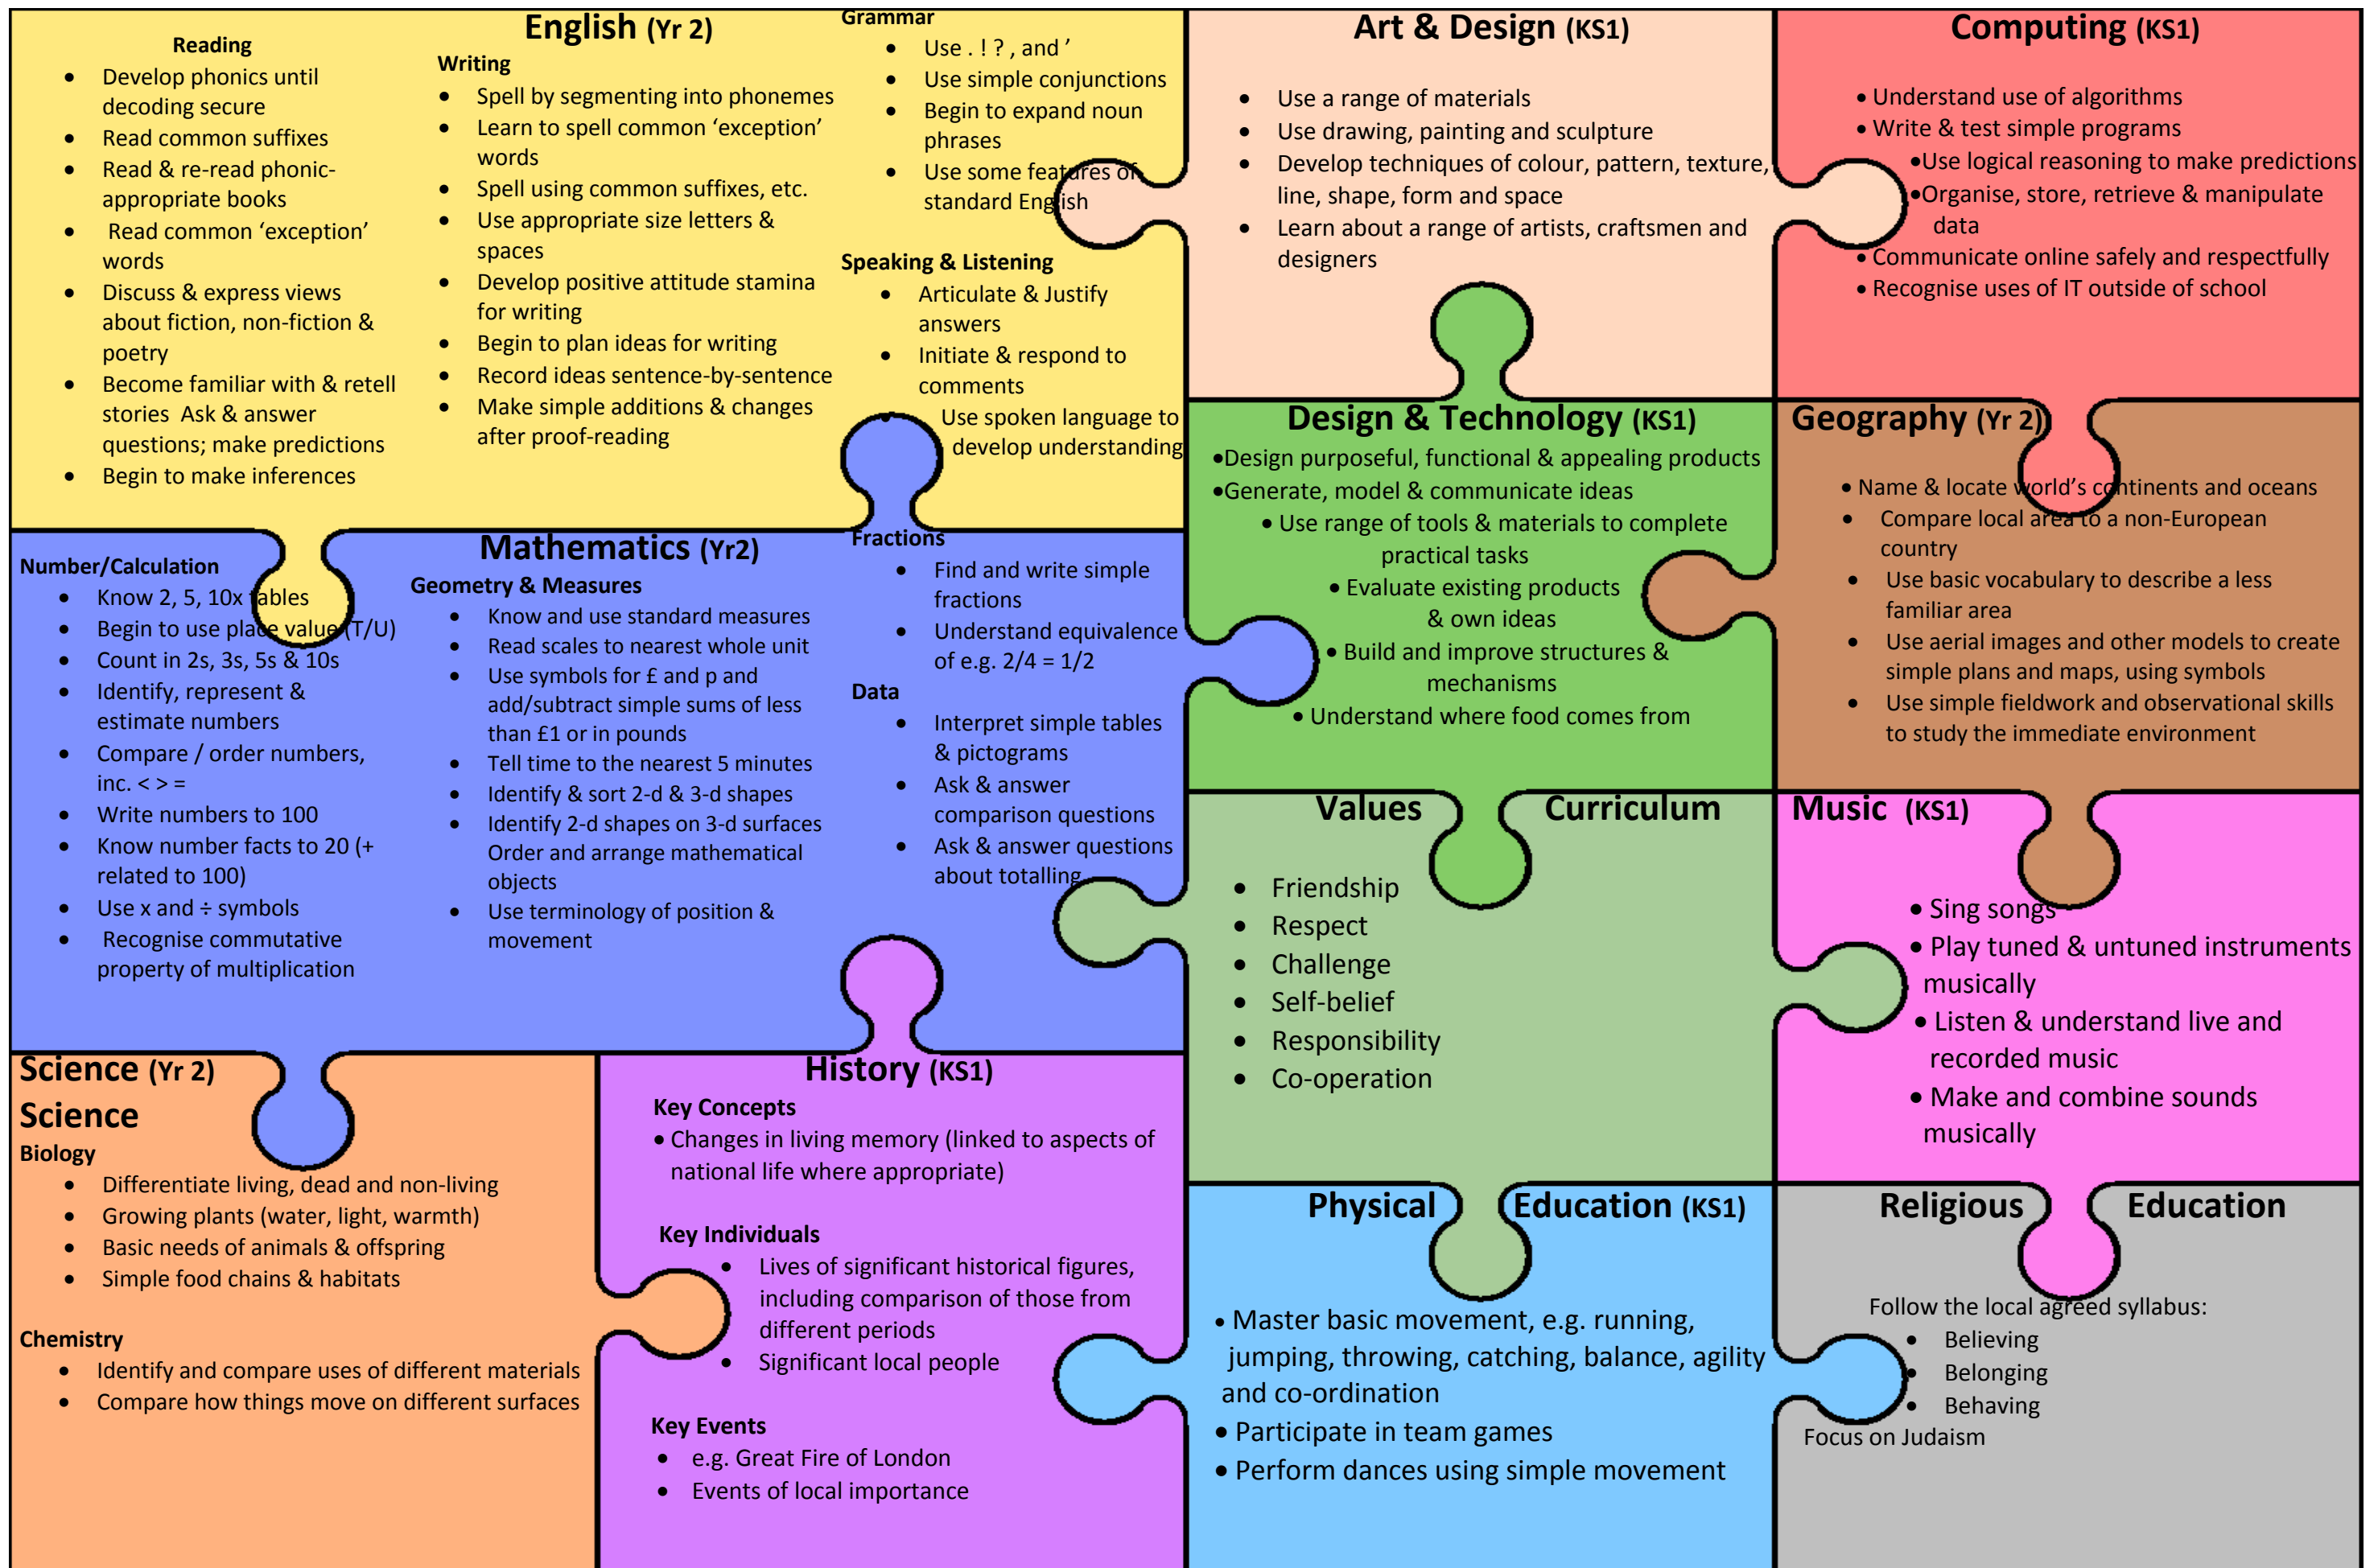 English (Yr 2)
Reading
• Develop phonics until
decoding secure
• Read common suffixes
• Read & re-read phonic-
appropriate books
• Read common ‘exception’
words
• Discuss & express views
about fiction, non-fiction &
poetry
• Become familiar with & retell
stories  Ask & answer
questions; make predictions
• Begin to make inferences
Writing
• Spell by segmenting into phonemes
• Learn to spell common ‘exception’
words
• Spell using common suffixes, etc.
• Use appropriate size letters &
spaces
• Develop positive attitude stamina
for writing
• Begin to plan ideas for writing
• Record ideas sentence-by-sentence
• Make simple additions & changes
after proof-reading
Grammar
• Use . ! ? , and ’
• Use simple conjunctions
• Begin to expand noun
phrases
• Use some features of
standard English
Speaking & Listening
• Articulate & Justify
answers
• Initiate & respond to
comments
• Use spoken language to
develop understanding
Art & Design (KS1)
• Use a range of materials
• Use drawing, painting and sculpture
• Develop techniques of colour, pattern, texture,
line, shape, form and space
• Learn about a range of artists, craftsmen and
designers
Computing (KS1)
• Understand use of algorithms
• Write & test simple programs
•Use logical reasoning to make predictions
•Organise, store, retrieve & manipulate
data
• Communicate online safely and respectfully
• Recognise uses of IT outside of school
Mathematics (Yr2)
Number/Calculation
• Know 2, 5, 10x tables
• Begin to use place value (T/U)
• Count in 2s, 3s, 5s & 10s
• Identify, represent &
estimate numbers
• Compare / order numbers,
inc. < > =
• Write numbers to 100
• Know number facts to 20 (+
related to 100)
• Use x and ÷ symbols
• Recognise commutative
property of multiplication
Geometry & Measures
• Know and use standard measures
• Read scales to nearest whole unit
• Use symbols for £ and p and
add/subtract simple sums of less
than £1 or in pounds
• Tell time to the nearest 5 minutes
• Identify & sort 2-d & 3-d shapes
• Identify 2-d shapes on 3-d surfaces
Order and arrange mathematical
objects
• Use terminology of position &
movement
Fractions
• Find and write simple
fractions
• Understand equivalence
of e.g. 2/4 = 1/2
Data
• Interpret simple tables
& pictograms
• Ask & answer
comparison questions
• Ask & answer questions
about totalling
Design & Technology (KS1)
•Design purposeful, functional & appealing products
•Generate, model & communicate ideas
• Use range of tools & materials to complete
practical tasks
• Evaluate existing products
& own ideas
• Build and improve structures &
mechanisms
• Understand where food comes from
Geography (Yr 2)
• Name & locate world’s continents and oceans
• Compare local area to a non-European
country
• Use basic vocabulary to describe a less
familiar area
• Use aerial images and other models to create
simple plans and maps, using symbols
• Use simple fieldwork and observational skills
to study the immediate environment
Values Curriculum
• Friendship
• Respect
• Challenge
• Self-belief
• Responsibility
• Co-operation
Music (KS1)
• Sing songs
• Play tuned & untuned instruments
musically
• Listen & understand live and
recorded music
• Make and combine sounds
musically
Science (Yr 2)
Science
Biology
• Differentiate living, dead and non-living
• Growing plants (water, light, warmth)
• Basic needs of animals & offspring
• Simple food chains & habitats
Chemistry
• Identify and compare uses of different materials
• Compare how things move on different surfaces
History (KS1)
Key Concepts
• Changes in living memory (linked to aspects of
national life where appropriate)
Key Individuals
• Lives of significant historical figures,
including comparison of those from
different periods
• Significant local people
Key Events
• e.g. Great Fire of London
• Events of local importance
Physical Education (KS1)
• Master basic movement, e.g. running,
jumping, throwing, catching, balance, agility
and co-ordination
• Participate in team games
• Perform dances using simple movement
Religious Education
Follow the local agreed syllabus:
• Believing
• Belonging
• Behaving
Focus on Judaism